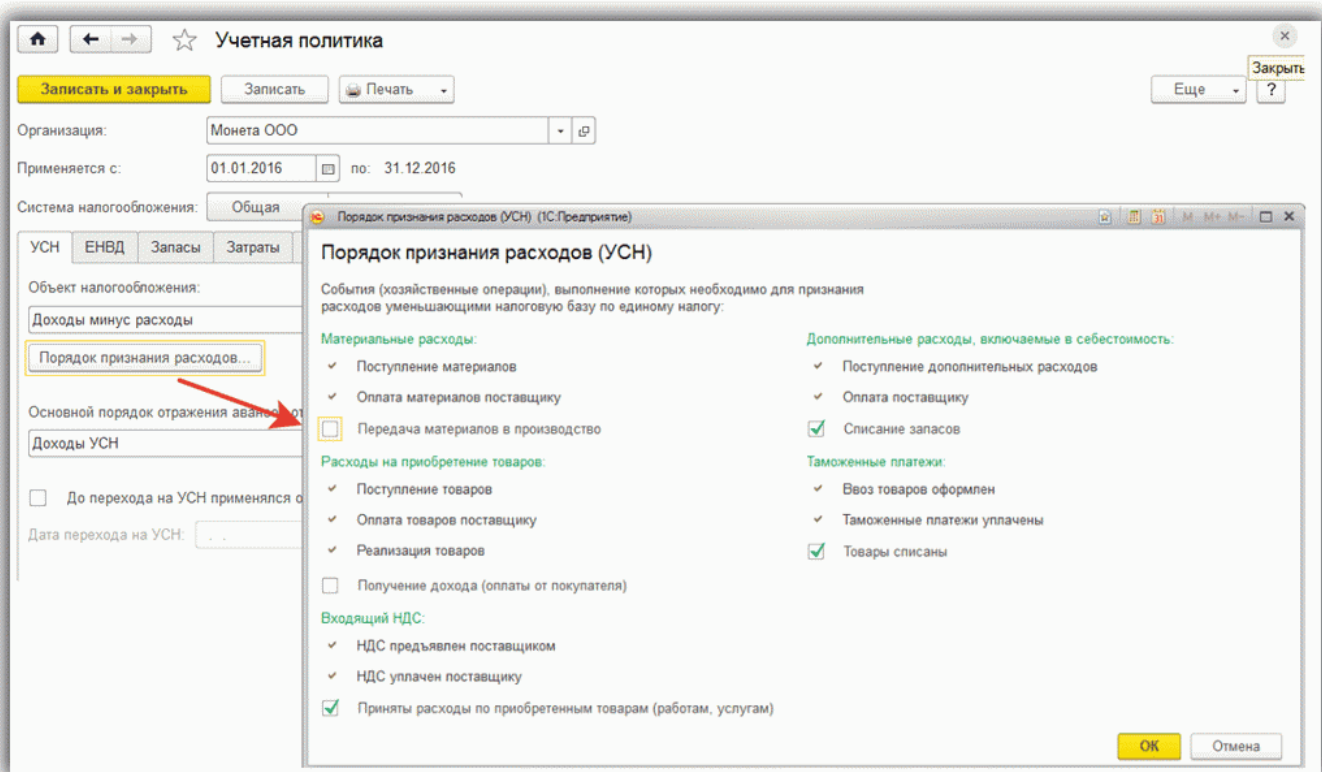 Учетная политика
Закрыть
Записать и закрыть Записать Печать Еще ?
Организация: Монета ООО
Применяется с: 01.01.2016 по: 31.12.2016
Система налогообложения: Общая
Порядок признания расходов (УСН) (1С:Предприятие) M M+ M-
УСН ЕНВД Запасы Затраты
Порядок признания расходов (УСН)
Объект налогообложения:
Доходы минус расходы
Порядок признания расходов...
Основной порядок отражения
Доходы УСН
До перехода на УСН применялся
Дата перехода на УСН: . .
События (хозяйственные операции), выполнение которых необходимо для признания
расходов уменьшающими налоговую базу по единому налогу:
Материальные расходы:
Поступление материалов
Оплата материалов поставщику
Передача материалов в производство
Расходы на приобретение товаров:
Поступление товаров
Оплата товаров поставщику
Реализация товаров
Получение дохода (оплаты от покупателя)
Входящий НДС:
НДС предъявлен поставщиком
НДС уплачен поставщику
Приняты расходы по приобретенным товарам (работам, услугам)
Дополнительные расходы, включаемые в себестоимость:
Поступление дополнительных расходов
Оплата поставщику
Списание запасов
Таможенные платежи:
Ввоз товаров оформлен
Таможенные платежи уплачены
Товары списаны
ОК Отмена